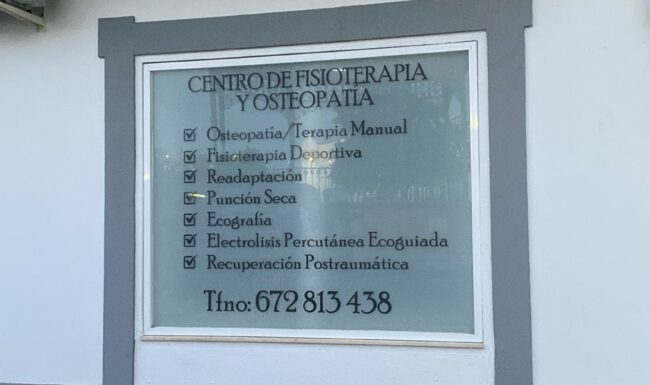 CENTRO DE FISIOTERAPIA
Y OSTEOPATÍA
Osteopatía/Terapia Manual
Fisioterapia Deportiva
Readaptación
Punción Seca
Ecografía
Electrolisis Percutánea Ecoguiada
Recuperación Postraumática
Tfno: 672 813 438